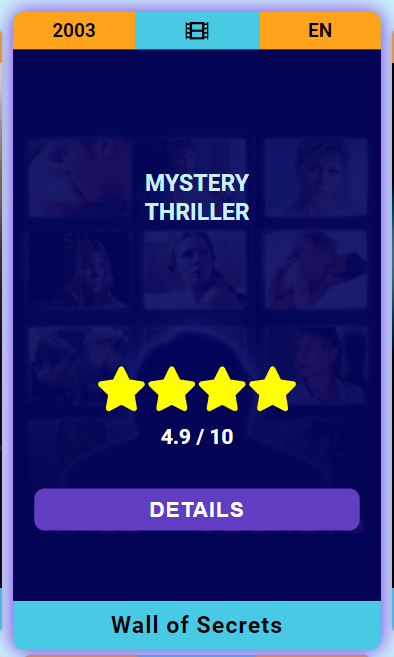 2003 EN
MYSTERY
THRILLER
4.9 / 10
DETAILS
Wall of Secrets